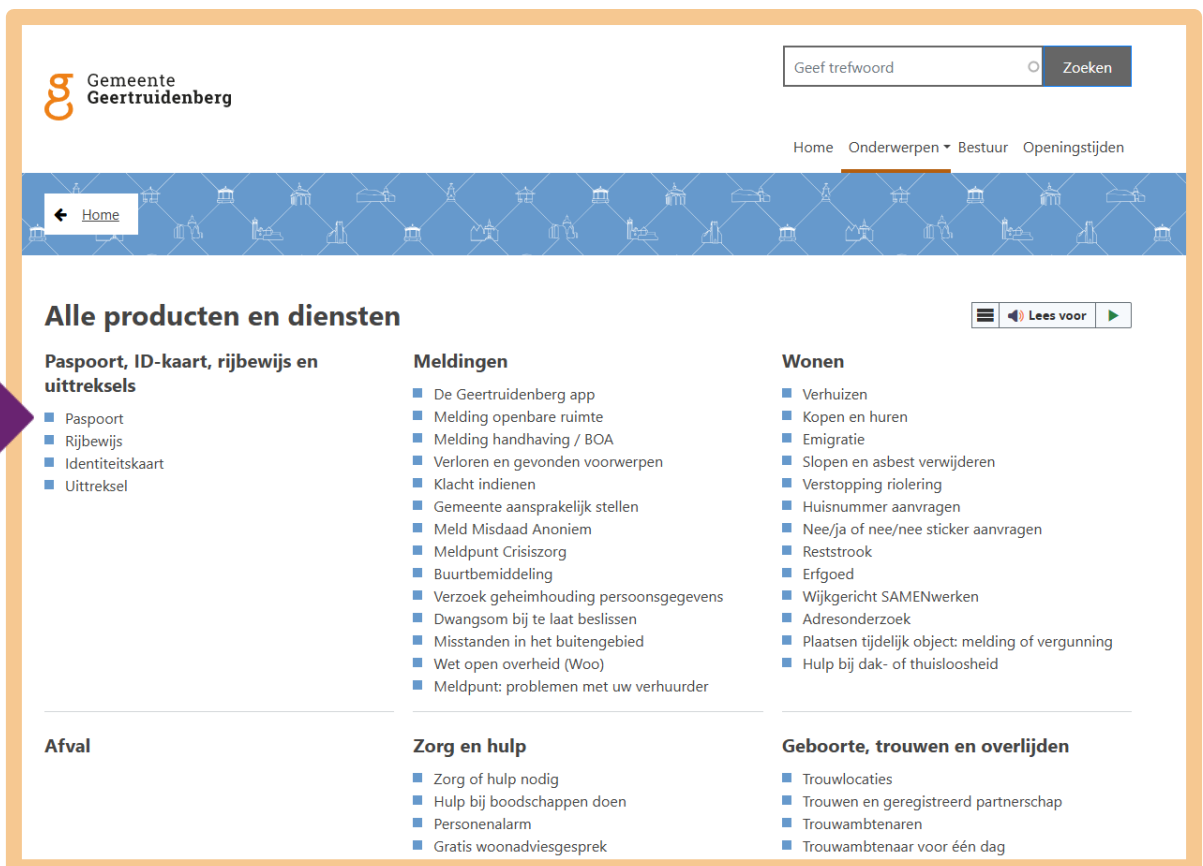 Gemeente
Geertruidenberg
Geef trefwoord
Zoeken
Home Onderwerpen Bestuur Openingstijden
Home
Alle producten en diensten
Lees voor
Paspoort, ID-kaart, rijbewijs en
uittreksels
Paspoort
Rijbewijs
Identiteitskaart
Uittreksel
Meldingen
De Geertruidenberg app
Melding openbare ruimte
Melding handhaving / BOA
Verloren en gevonden voorwerpen
Klacht indienen
Gemeente aansprakelijk stellen
Meld Misdaad Anoniem
Meldpunt Crisiszorg
Buurtbemiddeling
Verzoek geheimhouding persoonsgegevens
Dwangsom bij te laat beslissen
Misstanden in het buitengebied
Wet open overheid (Woo)
Meldpunt: problemen met uw verhuurder
Wonen
Verhuizen
Kopen en huren
Emigratie
Slopen en asbest verwijderen
Verstopping riolering
Huisnummer aanvragen
Nee/ja of nee/nee sticker aanvragen
Reststrook
Erfgoed
Wijkgericht SAMENwerken
Adresonderzoek
Plaatsen tijdelijk object: melding of vergunning
Hulp bij dak- of thuisloosheid
Afval
Zorg en hulp
Zorg of hulp nodig
Hulp bij boodschappen doen
Personenalarm
Gratis woonadviesgesprek
Geboorte, trouwen en overlijden
Trouwlocaties
Trouwen en geregistreerd partnerschap
Trouwambtenaren
Trouwambtenaar voor één dag